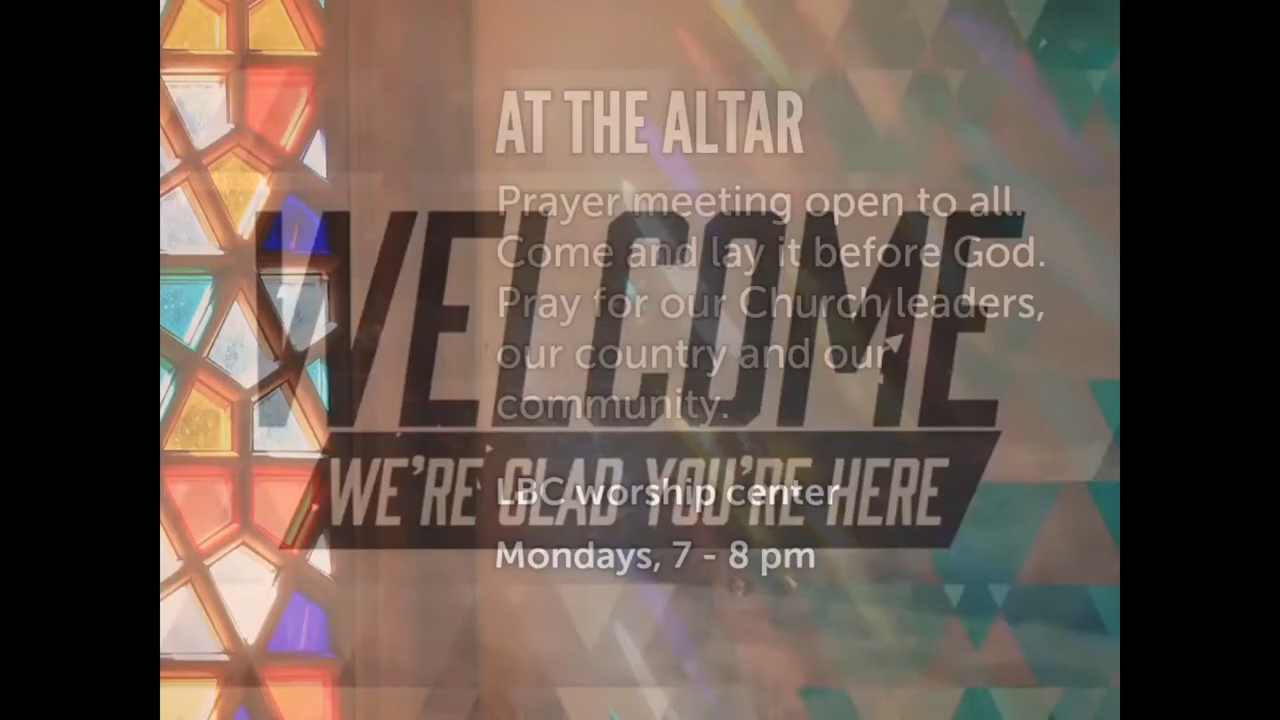 AT THE ALTAR
Prayer meeting open to all.
Come and lay it before God.
Pray for our Church leaders,
our country and our
community.
LBC worship center
Mondays, 7 - 8 pm
WELCOME
WE'RE GLAD YOU'RE HERE